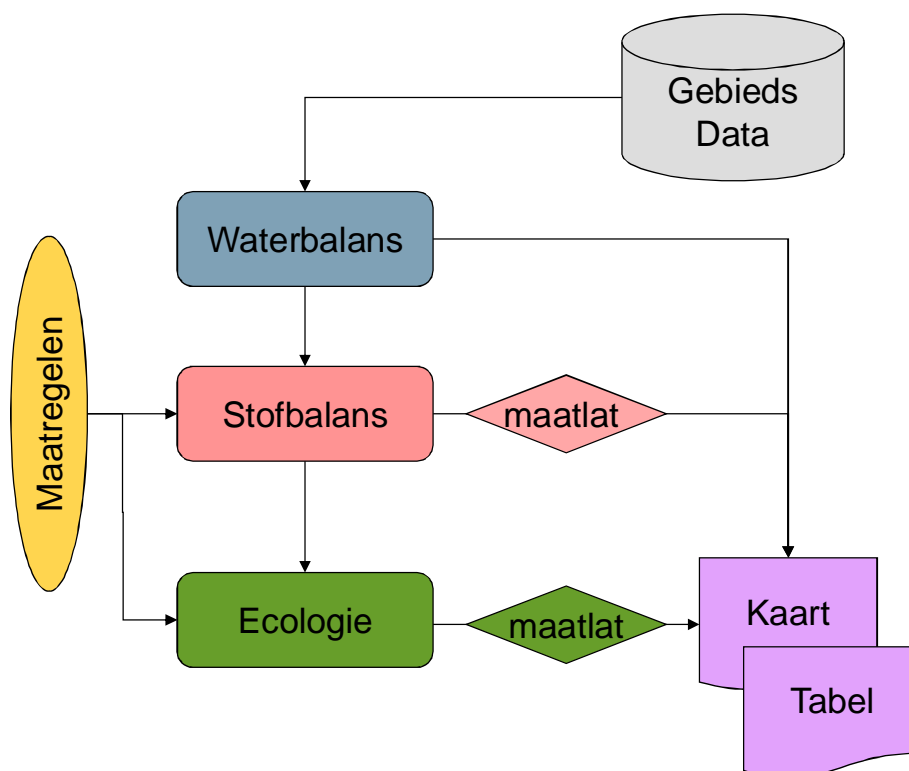 Gebieds
Data
Waterbalans
Maatregelen
Stofbalans
maatlat
Ecologie
maatlat
Kaart
Tabel